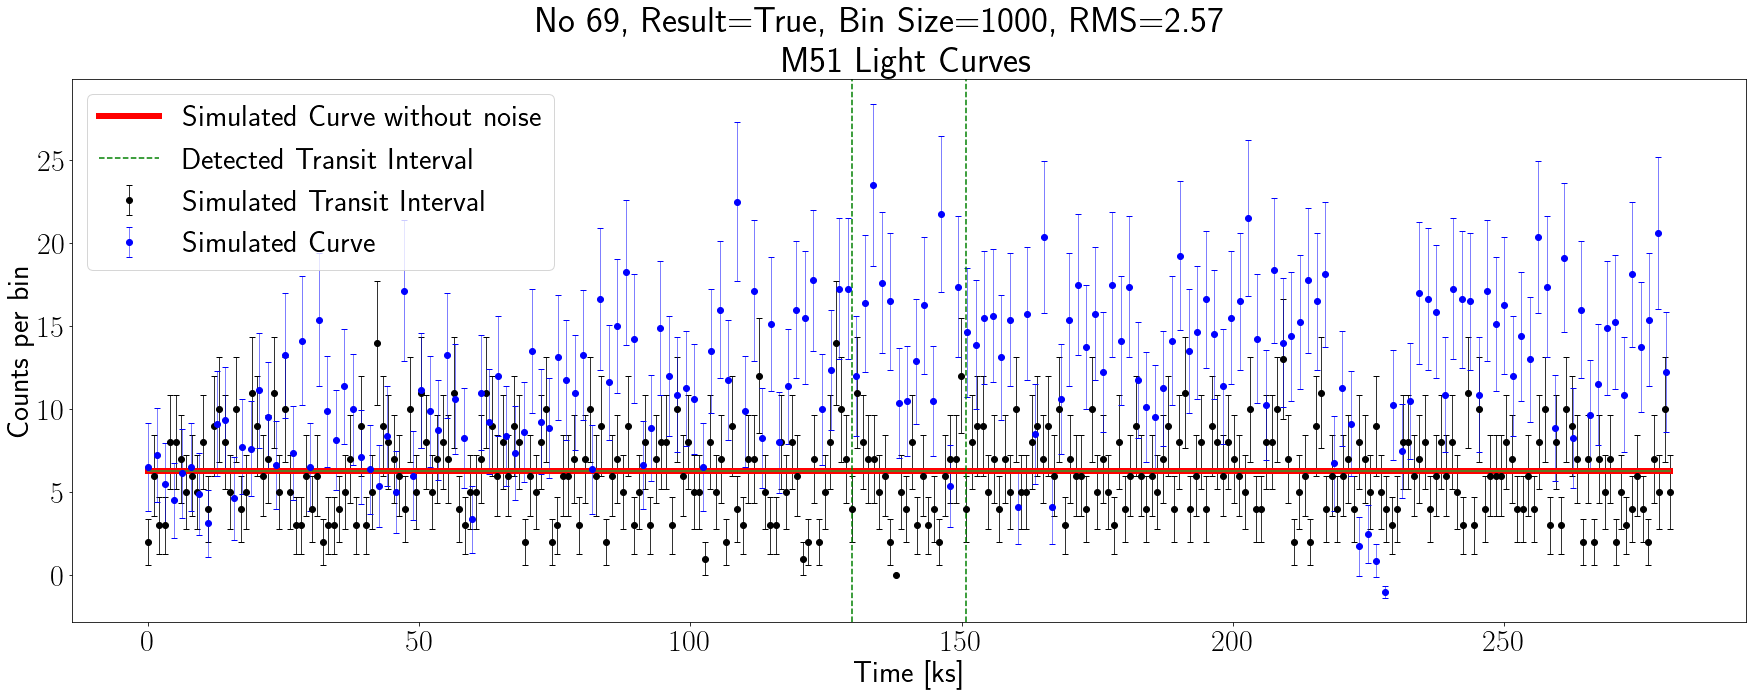 No 69, Result=True, Bin Size=1000, RMS=2.57
M51 Light Curves
Simulated Curve without noise
Detected Transit Interval
Simulated Transit Interval
Simulated Curve
Counts per bin
25
20
15
10
5
0
0 50 100 150 200 250
Time [ks]